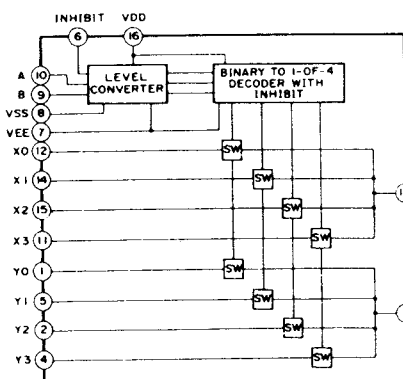 INHIBIT VDD
6 16
A 10
B 9
VSS 8
VEE 7
LEVEL
CONVERTER
BINARY TO 1-OF-4
DECODER WITH
INHIBIT
X0 12
SW
X1 14
SW
X2 15
SW
X3 11
SW
Y0 1
SW
Y1 5
SW
Y2 2
SW
Y3 4
SW